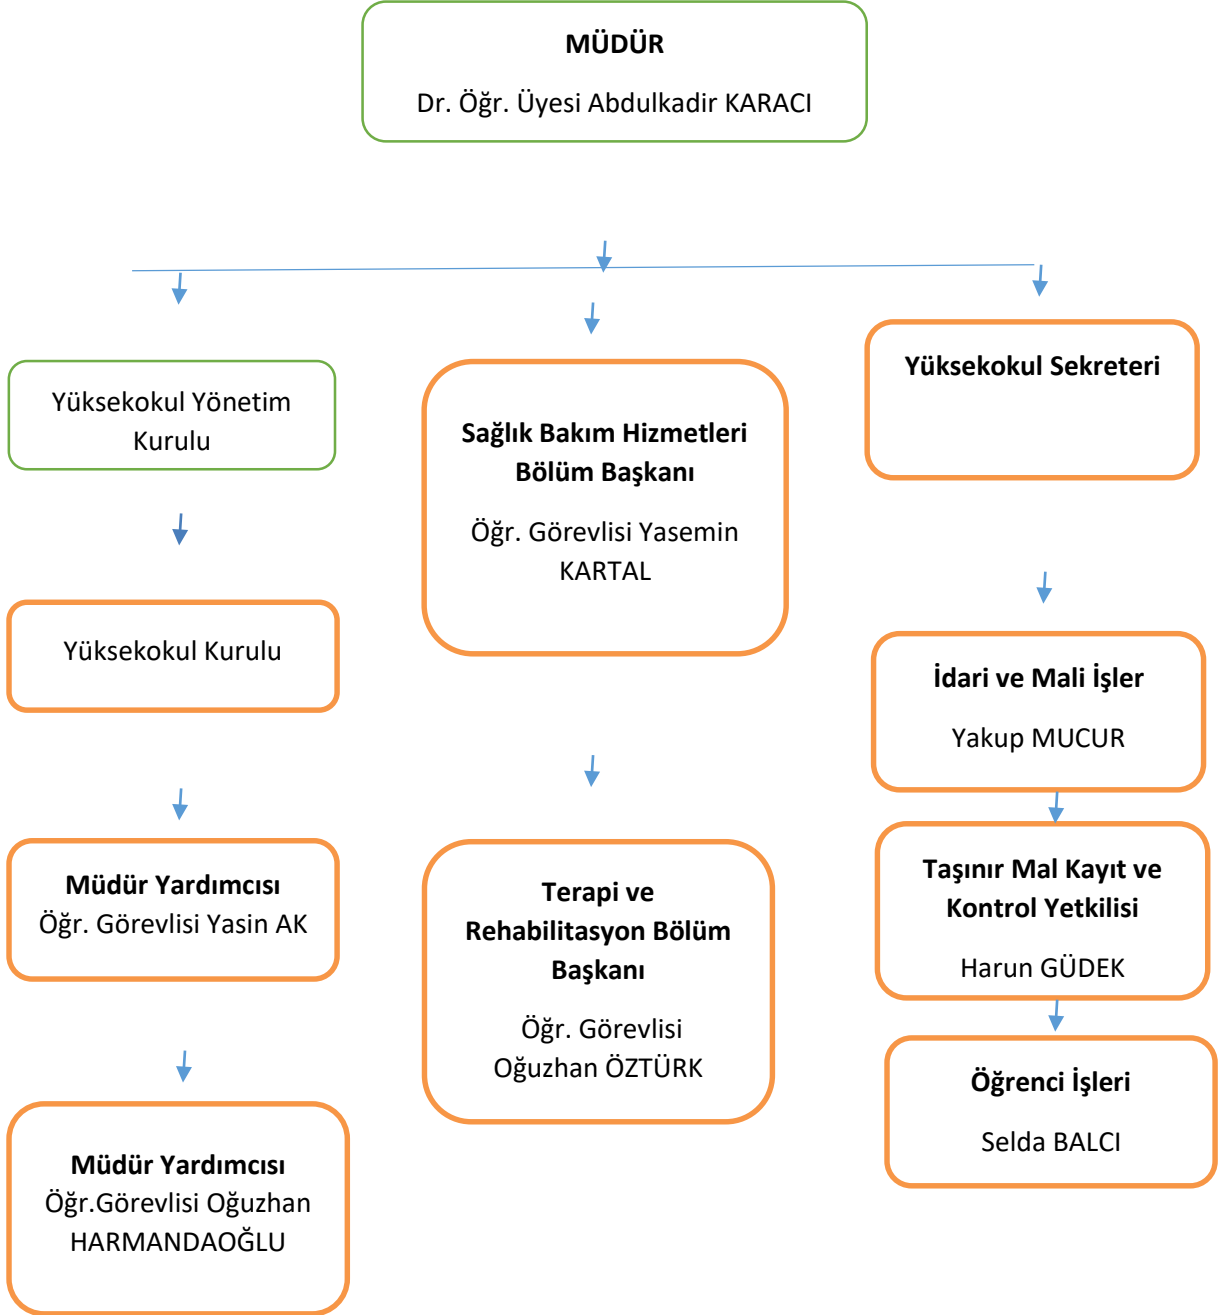 MÜDÜR
Dr. Öğr. Üyesi Abdulkadir KARACI
Yüksekokul Yönetim
Kurulu
Yüksekokul Kurulu
Müdür Yardımcısı
Öğr. Görevlisi Yasin AK
Müdür Yardımcısı
Öğr.Görevlisi Oğuzhan
HARMANDAOĞLU
Sağlık Bakım Hizmetleri
Bölüm Başkanı
Öğr. Görevlisi Yasemin
KARTAL
Terapi ve
Rehabilitasyon Bölüm
Başkanı
Öğr. Görevlisi
Oğuzhan ÖZTÜRK
Yüksekokul Sekreteri
İdari ve Mali İşler
Yakup MUCUR
Taşınır Mal Kayıt ve
Kontrol Yetkilisi
Harun GÜDEK
Öğrenci İşleri
Selda BALCI